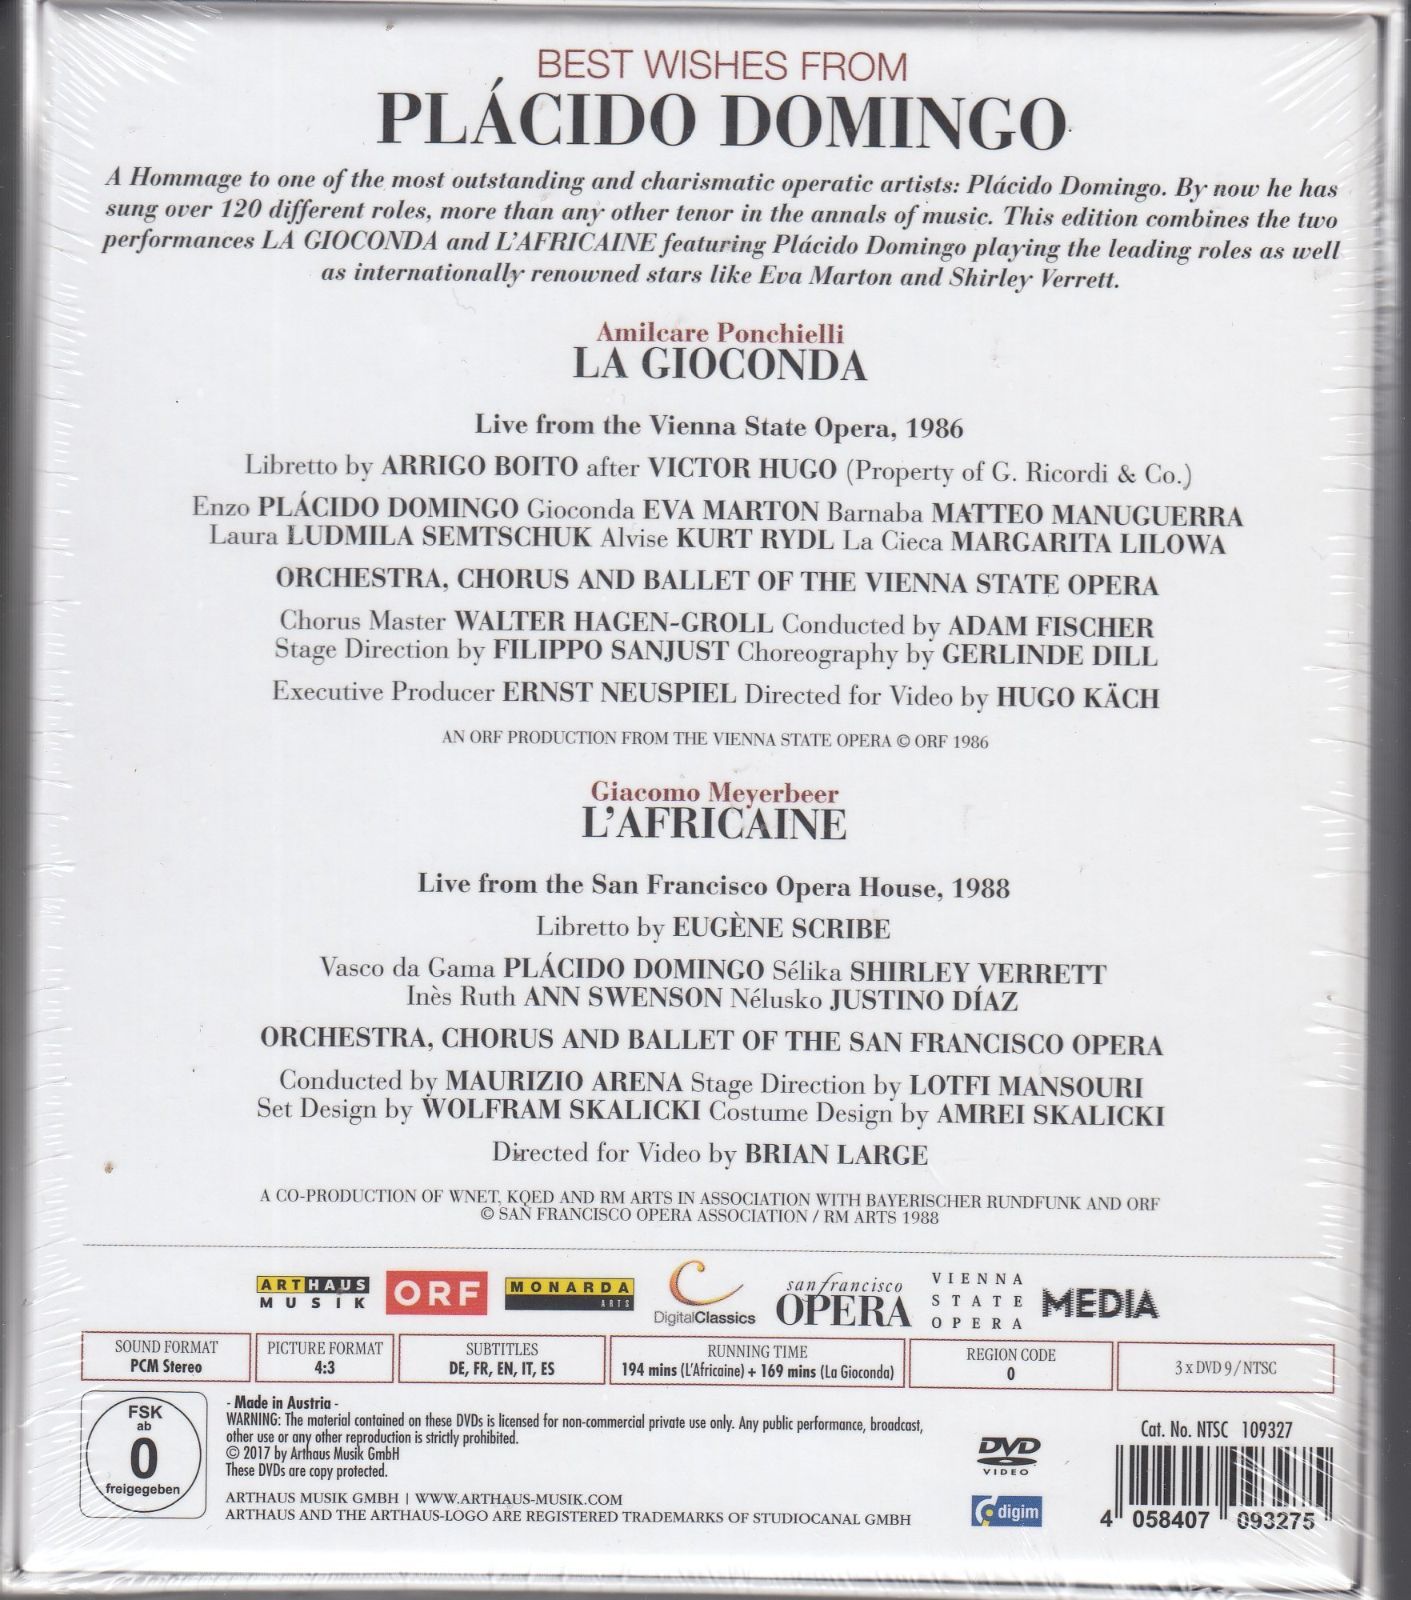 BEST WISHES FROM
PLÁCIDO DOMINGO
A Hommage to one of the most outstanding and charismatic operatic artists: Plácido Domingo. By now he has
sung over 120 different roles, more than any other tenor in the annals of music. This edition combines the two
performances LA GIOCONDA and L'AFRICAINE featuring Plácido Domingo playing the leading roles as well
as internationally renowned stars like Eva Marton and Shirley Verrett.
Amilcare Ponchielli
LA GIOCONDA
Live from the Vienna State Opera, 1986
Libretto by ARRIGO BOITO after VICTOR HUGO (Property of G. Ricordi & Co.)
Enzo PLÁCIDO DOMINGO Gioconda EVA MARTON Barnaba MATTEO MANUGUERRA
Laura LUDMILA SEMTSCHUK Alvise KURT RYDL La Cieca MARGARITA LILOWA
ORCHESTRA, CHORUS AND BALLET OF THE VIENNA STATE OPERA
Chorus Master WALTER HAGEN-GROLL Conducted by ADAM FISCHER
Stage Direction by FILIPPO SANJUST Choreography by GERLINDE DILL
Executive Producer ERNST NEUSPIEL Directed for Video by HUGO KÄCH
AN ORF PRODUCTION FROM THE VIENNA STATE OPERA © ORF 1986
Giacomo Meyerbeer
L'AFRICAINE
Live from the San Francisco Opera House, 1988
Libretto by EUGÈNE SCRIBE
Vasco da Gama PLÁCIDO DOMINGO Sélika SHIRLEY VERRETT
Inès Ruth ANN SWENSON Nélusko JUSTINO DÍAZ
ORCHESTRA, CHORUS AND BALLET OF THE SAN FRANCISCO OPERA
Conducted by MAURIZIO ARENA Stage Direction by LOTFI MANSOURI
Set Design by WOLFRAM SKALICKI Costume Design by AMREI SKALICKI
Directed for Video by BRIAN LARGE
A CO-PRODUCTION OF WNET, KQED AND RM ARTS IN ASSOCIATION WITH BAYERISCHER RUNDFUNK AND ORF
© SAN FRANCISCO OPERA ASSOCIATION / RM ARTS 1988
ARTHAUS MUSIK
ORF
MONARDA ARTS
DigitalClassics
san francisco OPERA
VIENNA STATE OPERA
MEDIA
SOUND FORMAT
PCM Stereo
PICTURE FORMAT
4:3
SUBTITLES
DE, FR, EN, IT, ES
RUNNING TIME
194 mins (L'Africaine) + 169 mins (La Gioconda)
REGION CODE
0
3 x DVD 9 / NTSC
FSK
ab
0
freigegeben
- Made in Austria -
WARNING: The material contained on these DVDs is licensed for non-commercial private use only. Any public performance, broadcast,
other use or any other reproduction is strictly prohibited.
© 2017 by Arthaus Musik GmbH
These DVDs are copy protected.
ARTHAUS MUSIK GMBH | WWW.ARTHAUS-MUSIK.COM
ARTHAUS AND THE ARTHAUS-LOGO ARE REGISTERED TRADEMARKS OF STUDIOCANAL GMBH
DVD
VIDEO
digim
Cat. No. NTSC 109327
4 058407 093275